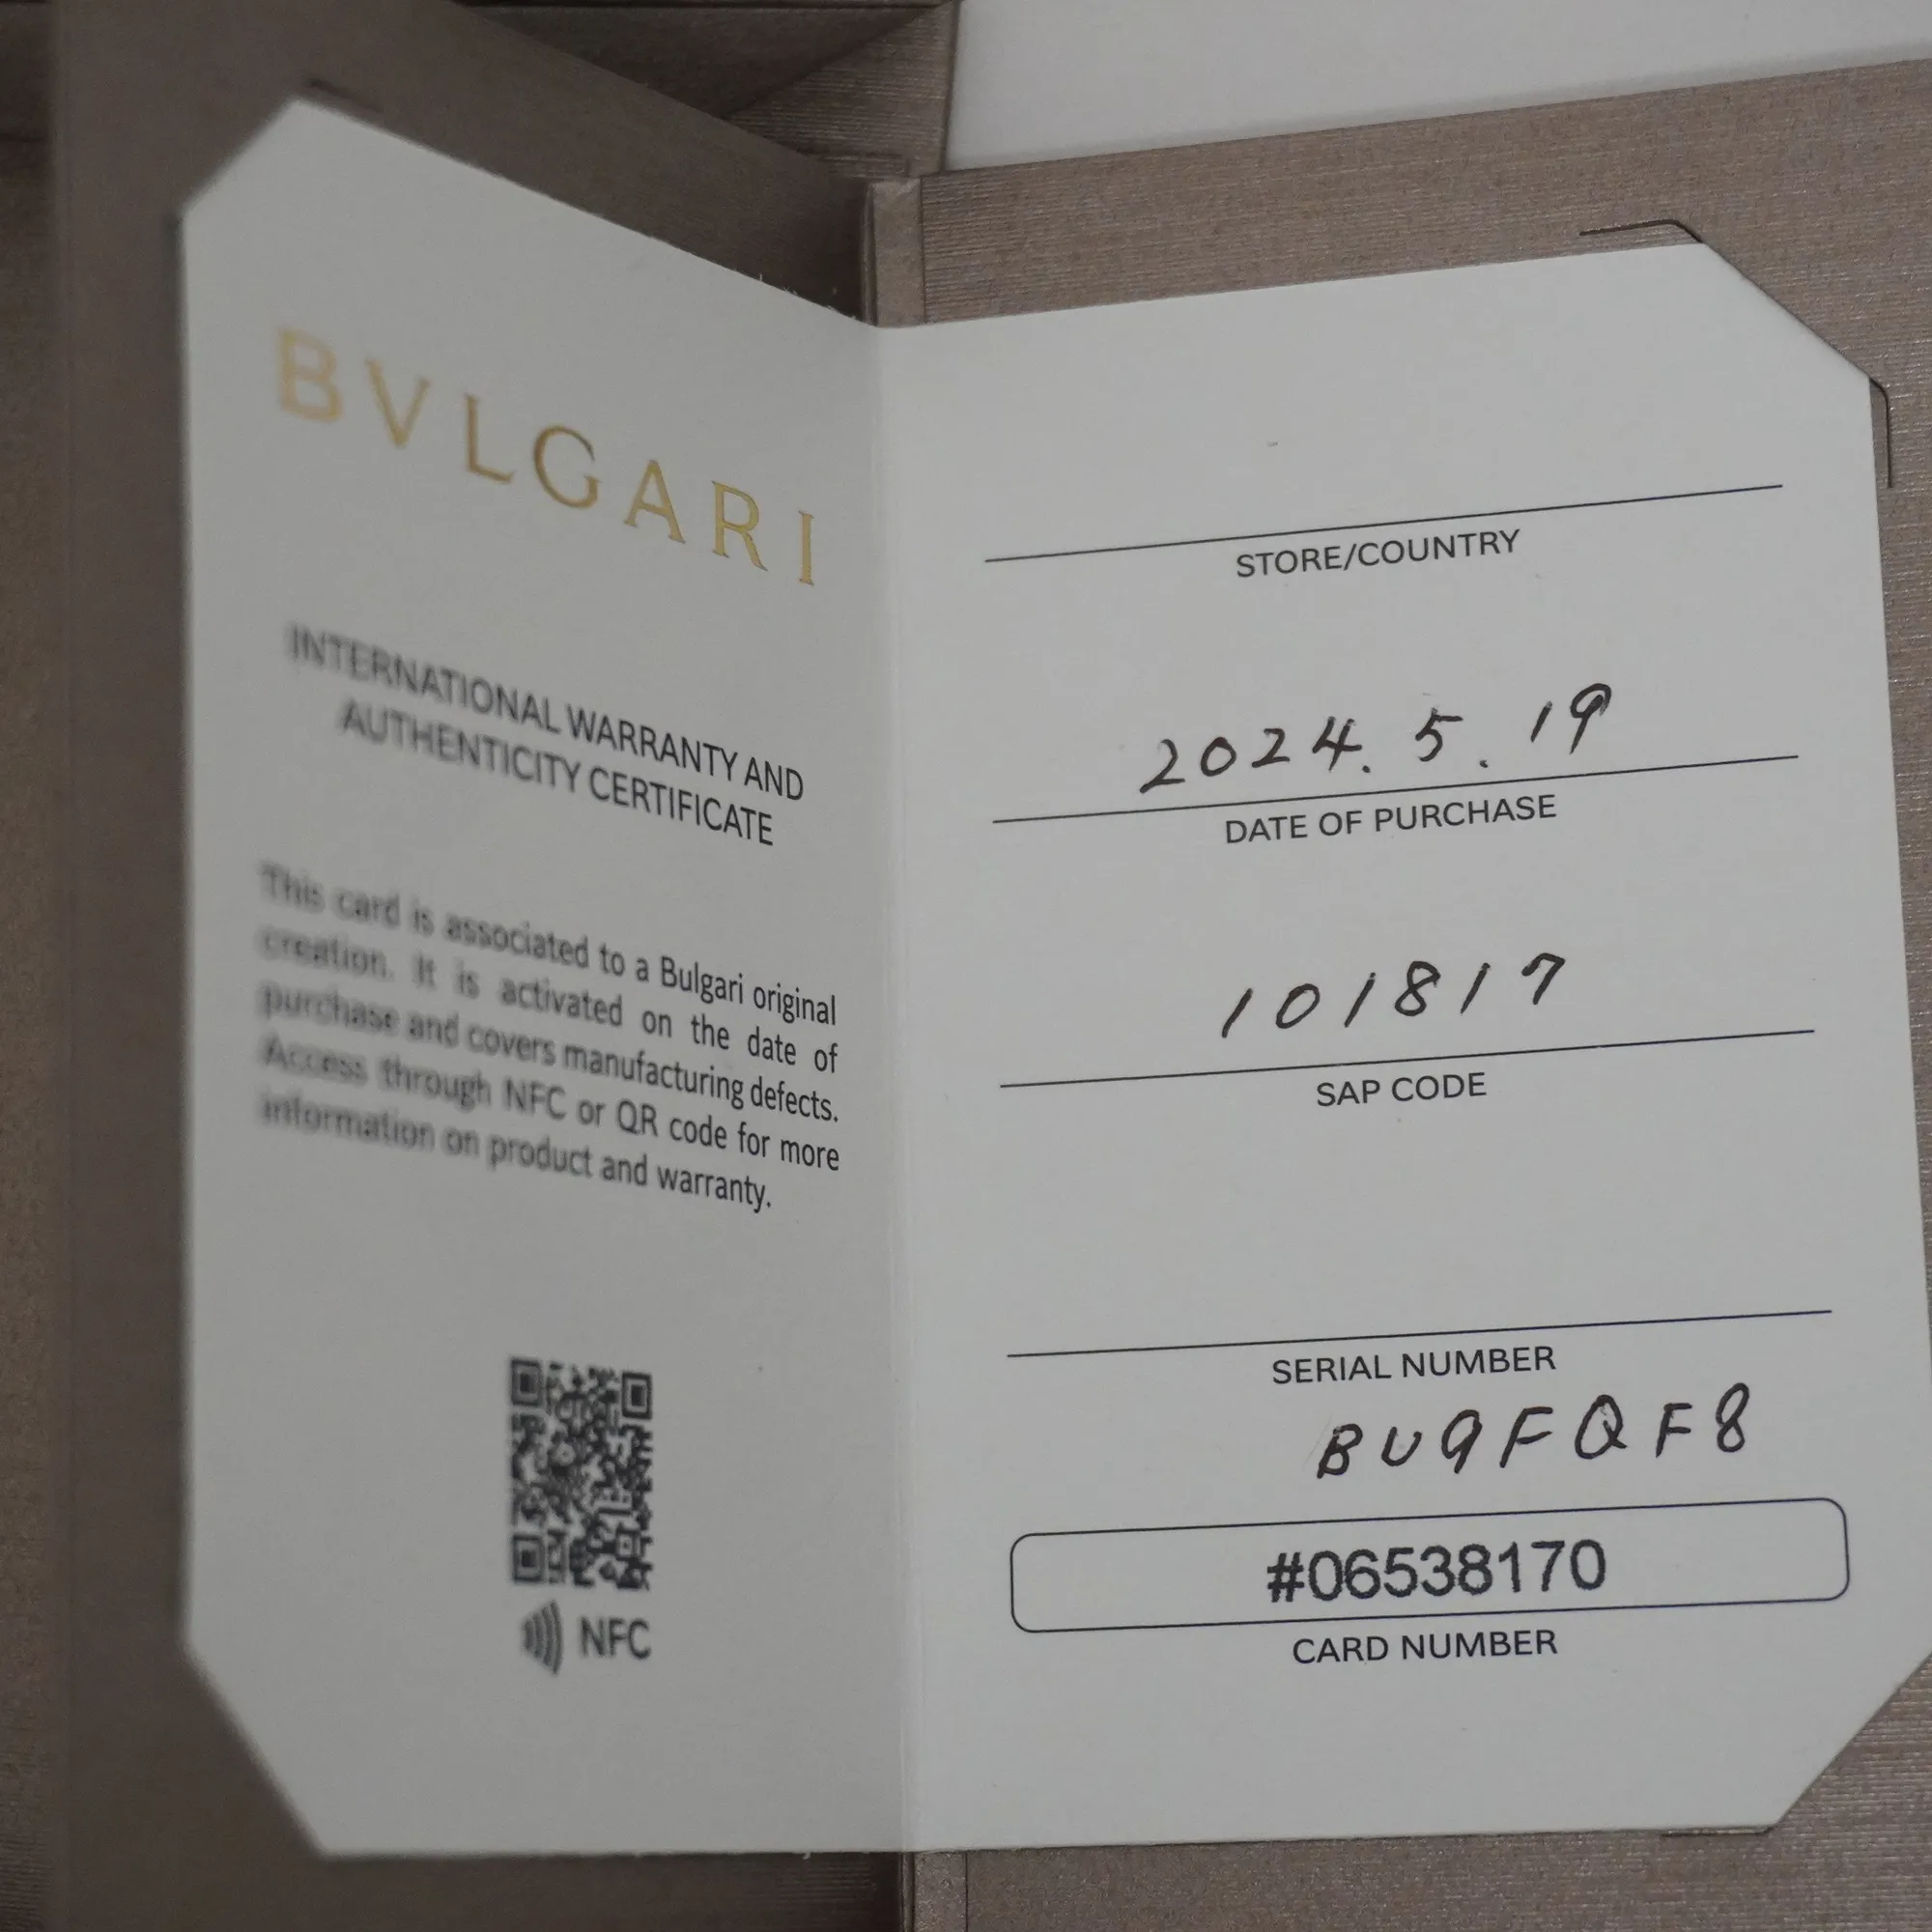 BVLGARI
INTERNATIONAL WARRANTY AND
AUTHENTICITY CERTIFICATE
This card is associated to a Bulgari original
creation. It is activated on the date of
purchase and covers manufacturing defects.
Access through NFC or QR code for more
information on product and warranty.
NFC
STORE/COUNTRY
2024.5.19
DATE OF PURCHASE
101817
SAP CODE
SERIAL NUMBER
BU9FQF8
#06538170
CARD NUMBER